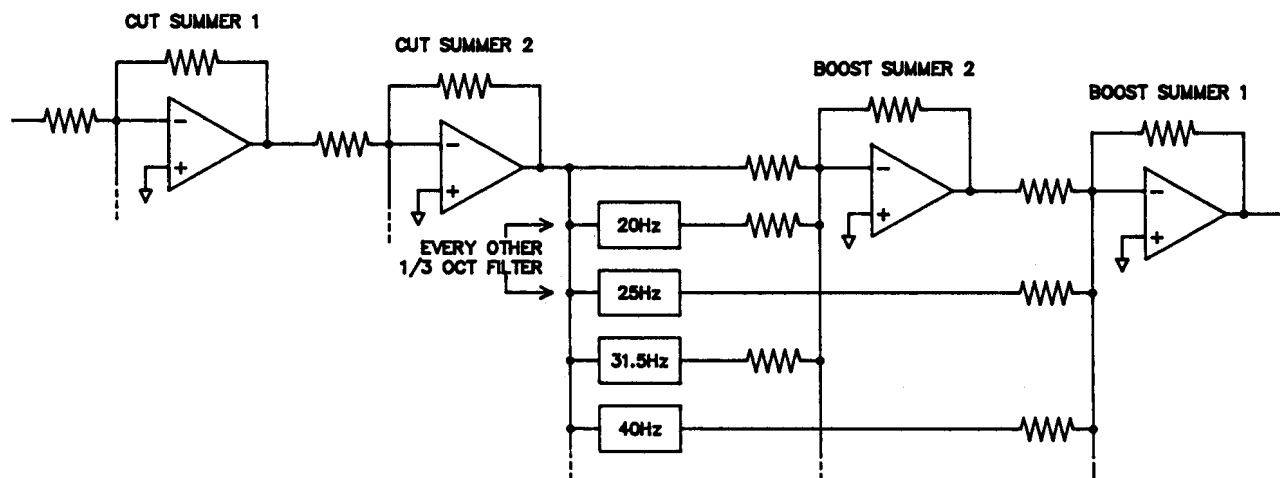 CUT SUMMER 1
CUT SUMMER 2
BOOST SUMMER 2
BOOST SUMMER 1
-
+
-
+
-
+
-
+
EVERY OTHER
1/3 OCT FILTER
20Hz
25Hz
31.5Hz
40Hz